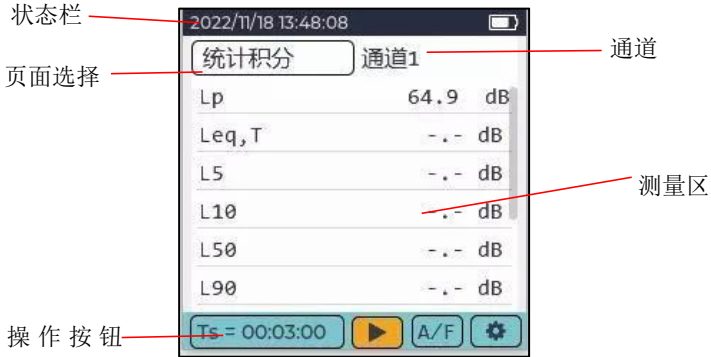 状态栏
2022/11/18 13:48:08
统计积分 通道1
通道
页面选择
Lp 64.9 dB
Leq,T -.- dB
L5 -.- dB
测量区
L10 -.- dB
L50 -.- dB
L90 -.- dB
操作按钮
Ts = 00:03:00 A/F